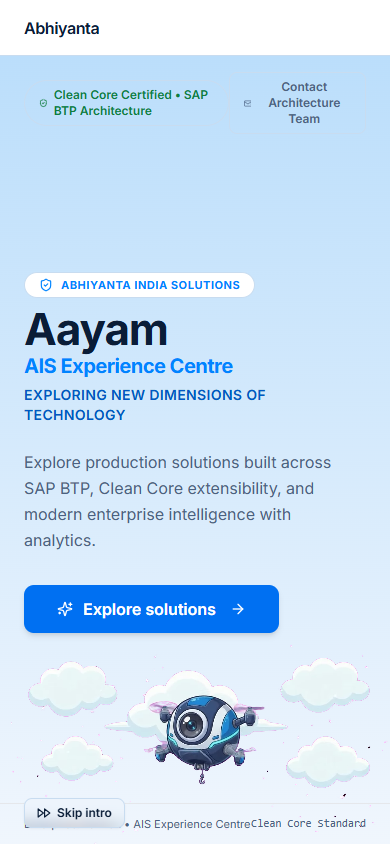 Abhiyanta
Clean Core Certified • SAP
BTP Architecture
Contact
Architecture
Team
ABHIYANTA INDIA SOLUTIONS
Aayam
AIS Experience Centre
EXPLORING NEW DIMENSIONS OF
TECHNOLOGY
Explore production solutions built across
SAP BTP, Clean Core extensibility, and
modern enterprise intelligence with
analytics.
Explore solutions
Skip intro
• AIS Experience Centre
Clean Core Standard